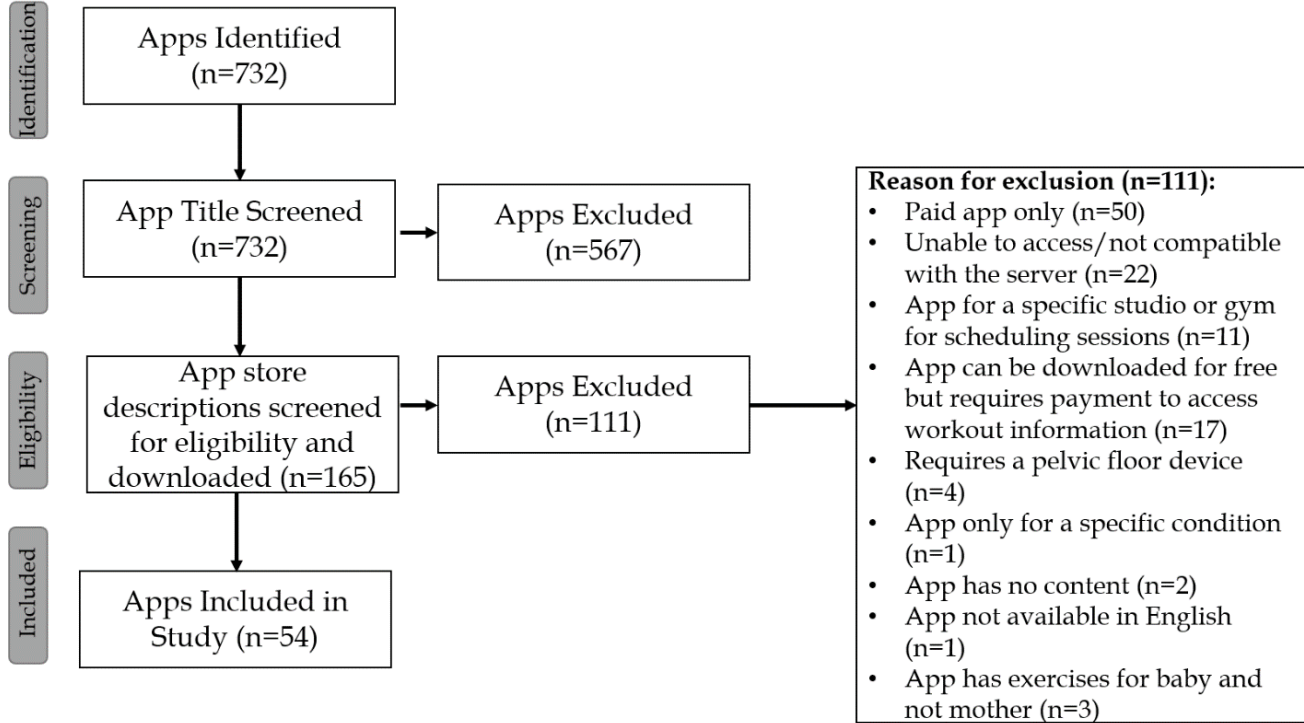 Identification
Apps Identified
(n=732)
Screening
App Title Screened
(n=732)
Apps Excluded
(n=567)
Eligibility
App store
descriptions screened
for eligibility and
downloaded (n=165)
Apps Excluded
(n=111)
Reason for exclusion (n=111):
• Paid app only (n=50)
• Unable to access/not compatible
with the server (n=22)
• App for a specific studio or gym
for scheduling sessions (n=11)
• App can be downloaded for free
but requires payment to access
workout information (n=17)
• Requires a pelvic floor device
(n=4)
• App only for a specific condition
(n=1)
• App has no content (n=2)
• App not available in English
(n=1)
• App has exercises for baby and
not mother (n=3)
Included
Apps Included in
Study (n=54)